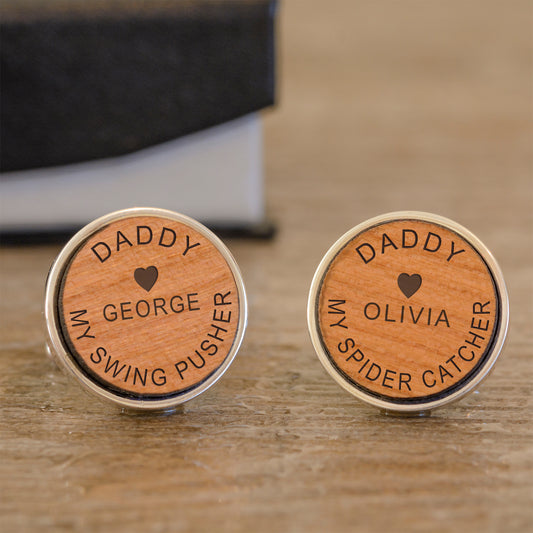 DADDY
GEORGE
MY SWING PUSHER
DADDY
OLIVIA
MY SPIDER CATCHER